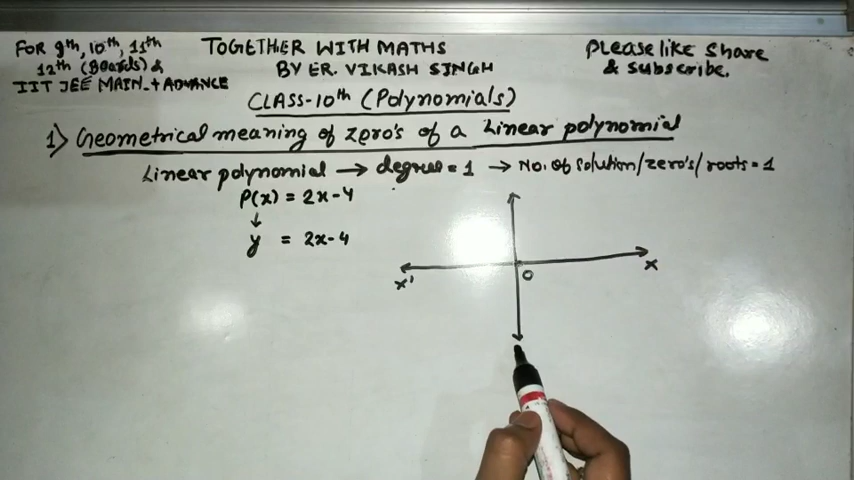 FOR 9th, 10th, 11th
12th (Boards) &
IIT JEE MAIN + ADVANCE
TOGETHER WITH MATHS
BY ER. VIKASH SINGH
Please like Share
& Subscribe.
CLASS-10th (Polynomials)
1) Geometrical meaning of zero's of a Linear polynomial
Linear polynomial → degree = 1 → No. of solution/zero's/roots = 1
P(x) = 2x-4
↓
y = 2x-4
X' O X